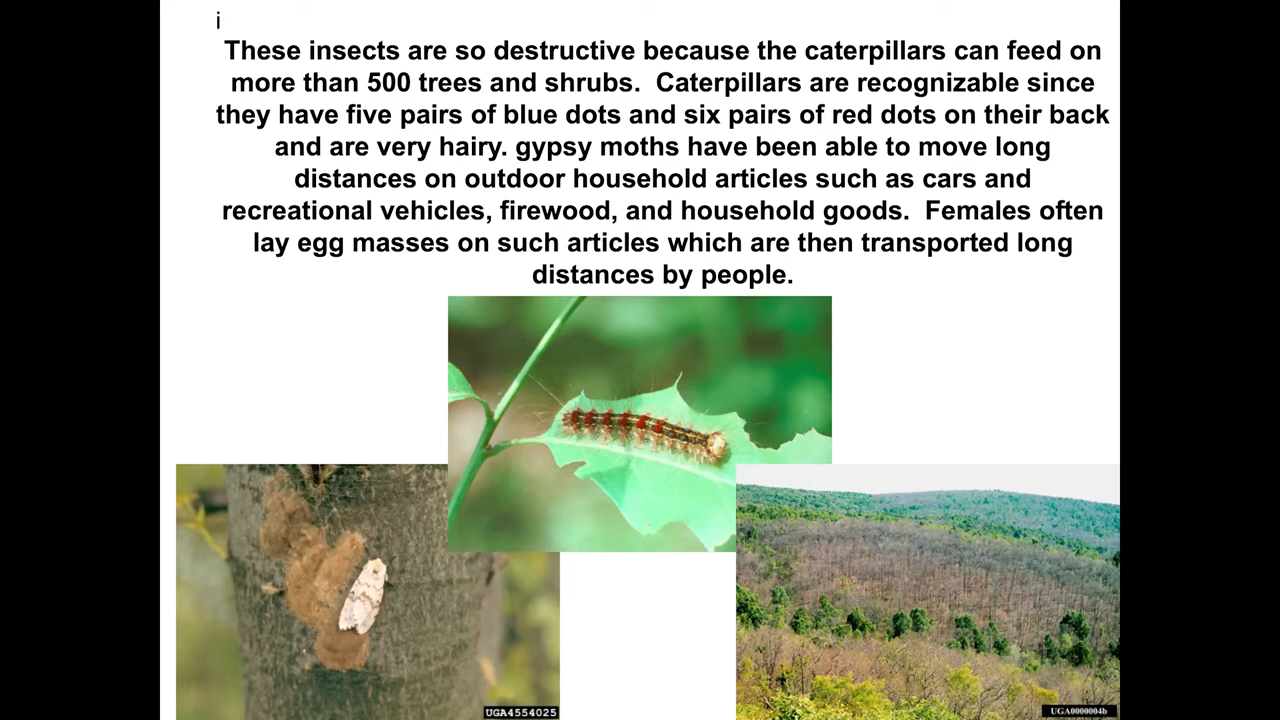 i
These insects are so destructive because the caterpillars can feed on
more than 500 trees and shrubs.  Caterpillars are recognizable since
they have five pairs of blue dots and six pairs of red dots on their back
and are very hairy. gypsy moths have been able to move long
distances on outdoor household articles such as cars and
recreational vehicles, firewood, and household goods.  Females often
lay egg masses on such articles which are then transported long
distances by people.
UGA4554025
UGA0000004b